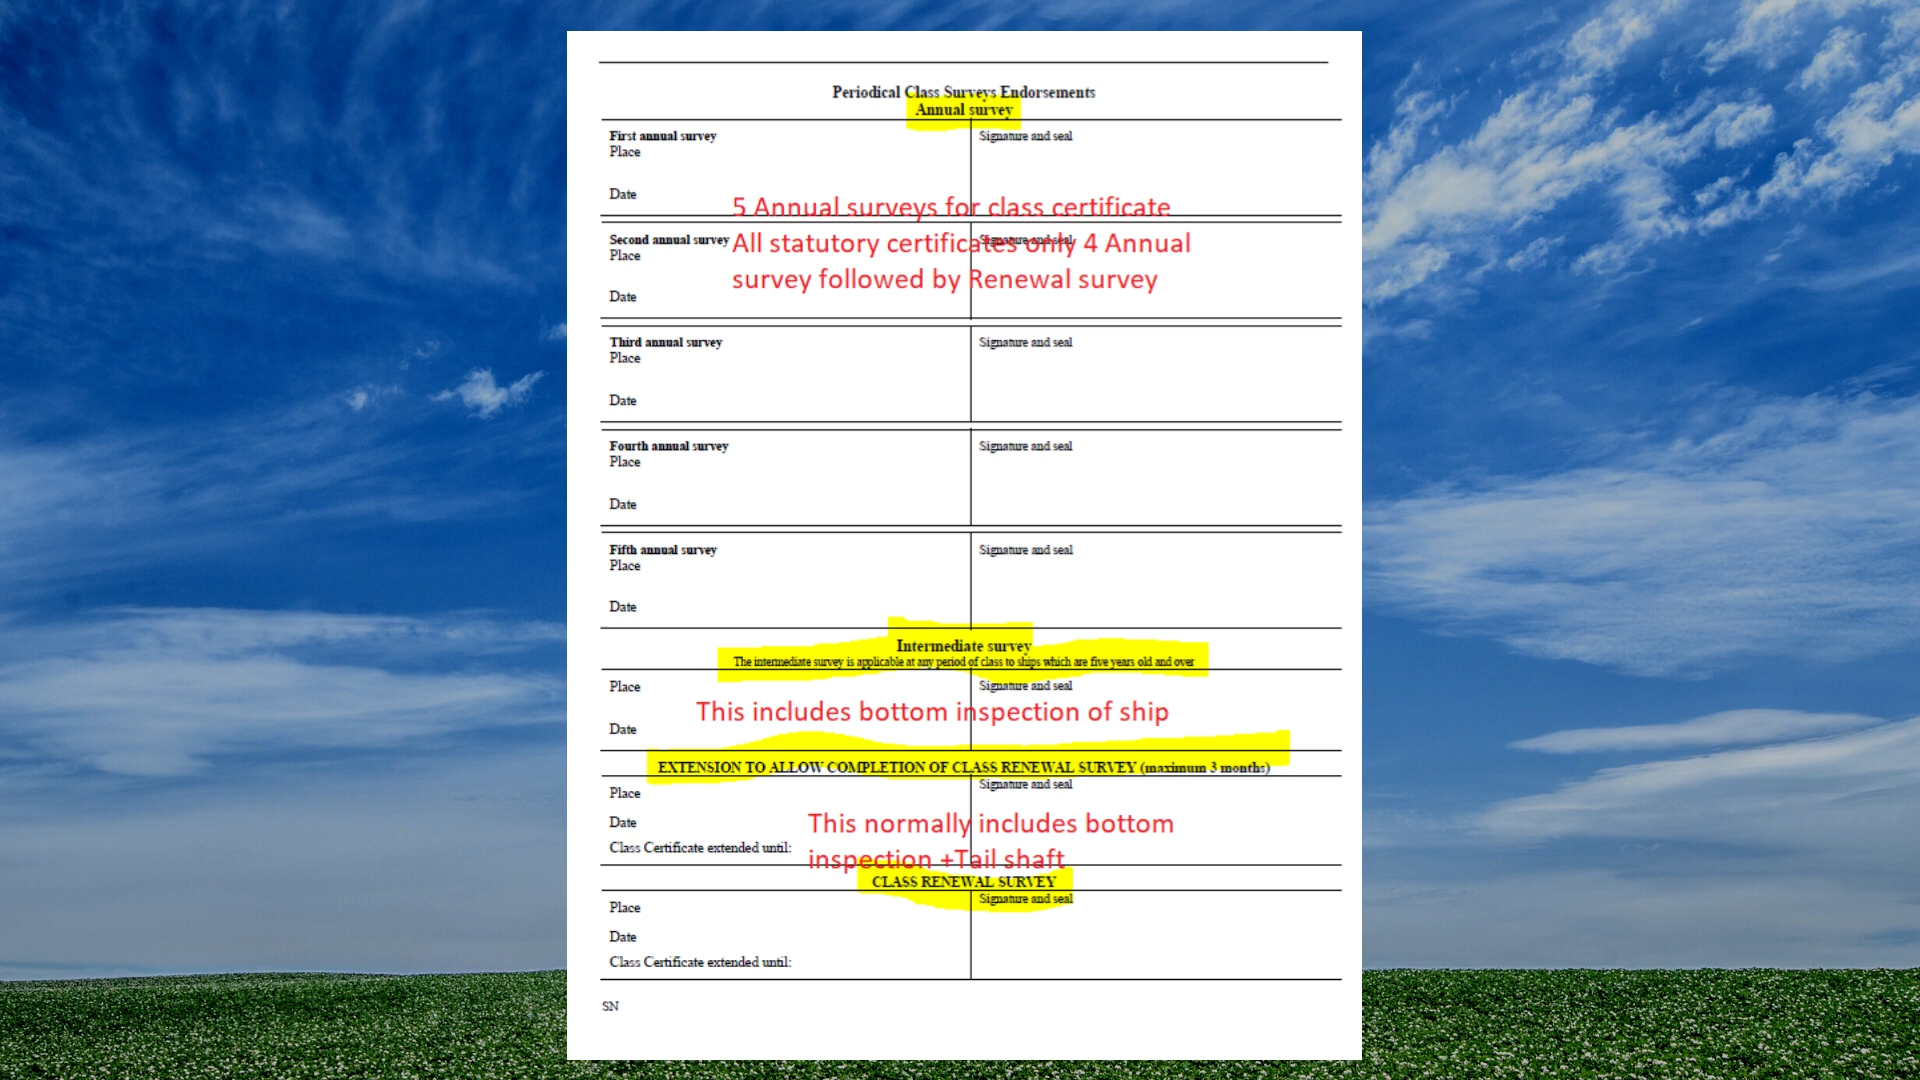 Periodical Class Surveys Endorsements
Annual survey
First annual survey
Signature and seal
Place
Date
5 Annual surveys for class certificate
Second annual survey
All statutory certificates only 4 Annual
Signature and seal
Place
survey followed by Renewal survey
Date
Third annual survey
Signature and seal
Place
Date
Fourth annual survey
Signature and seal
Place
Date
Fifth annual survey
Signature and seal
Place
Date
Intermediate survey
The intermediate survey is applicable at any period of class to ships which are five years old and over
Place
Signature and seal
This includes bottom inspection of ship
Date
EXTENSION TO ALLOW COMPLETION OF CLASS RENEWAL SURVEY (maximum 3 months)
Signature and seal
Place
Date
This normally includes bottom
Class Certificate extended until:
inspection +Tail shaft
CLASS RENEWAL SURVEY
Signature and seal
Place
Date
Class Certificate extended until:
SN